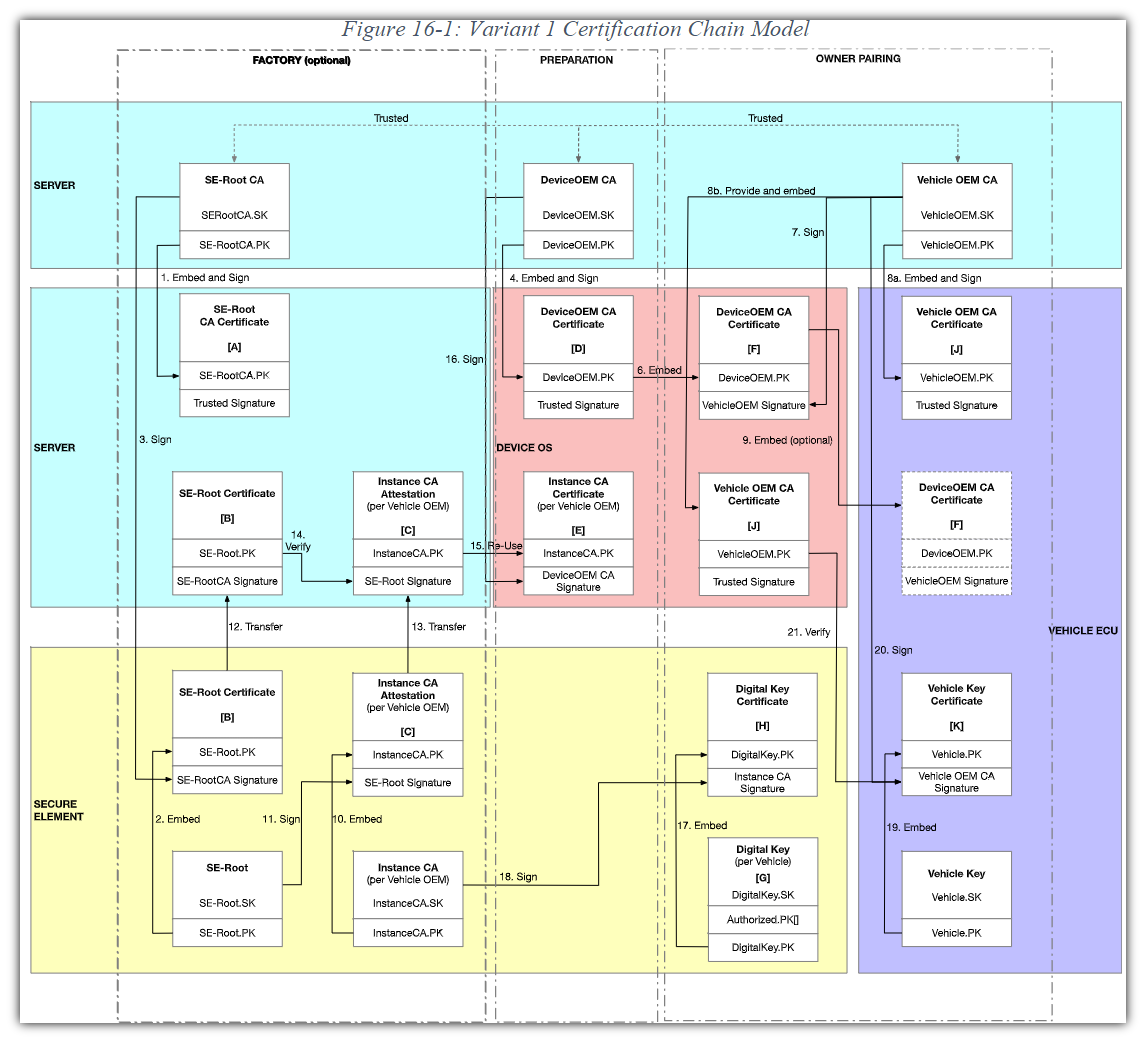 Figure 16-1: Variant 1 Certification Chain Model
FACTORY (optional)
PREPARATION
OWNER PAIRING
Trusted
Trusted
SERVER
SE-Root CA
SERootCA.SK
SE-RootCA.PK
DeviceOEM CA
DeviceOEM.SK
DeviceOEM.PK
8b. Provide and embed
7. Sign
Vehicle OEM CA
VehicleOEM.SK
VehicleOEM.PK
1. Embed and Sign
4. Embed and Sign
8a. Embed and Sign
SE-Root
CA Certificate
[A]
SE-RootCA.PK
Trusted Signature
DeviceOEM CA
Certificate
[D]
DeviceOEM.PK
Trusted Signature
6. Embed
DeviceOEM CA
Certificate
[F]
DeviceOEM.PK
VehicleOEM Signature
Vehicle OEM CA
Certificate
[J]
VehicleOEM.PK
Trusted Signature
16. Sign
3. Sign
9. Embed (optional)
SERVER
DEVICE OS
SE-Root Certificate
[B]
SE-Root.PK
SE-RootCA Signature
14.
Verify
Instance CA
Attestation
(per Vehicle OEM)
[C]
InstanceCA.PK
SE-Root Signature
15. Re-Use
Instance CA
Certificate
(per Vehicle OEM)
[E]
InstanceCA.PK
DeviceOEM CA
Signature
Vehicle OEM CA
Certificate
[J]
VehicleOEM.PK
Trusted Signature
DeviceOEM CA
Certificate
[F]
DeviceOEM.PK
VehicleOEM Signature
12. Transfer
13. Transfer
21. Verify
VEHICLE ECU
20. Sign
SE-Root Certificate
[B]
SE-Root.PK
SE-RootCA Signature
Instance CA
Attestation
(per Vehicle OEM)
[C]
InstanceCA.PK
SE-Root Signature
Digital Key
Certificate
[H]
DigitalKey.PK
Instance CA
Signature
Vehicle Key
Certificate
[K]
Vehicle.PK
Vehicle OEM CA
Signature
SECURE
ELEMENT
2. Embed
11. Sign
10. Embed
17. Embed
19. Embed
SE-Root
SE-Root.SK
SE-Root.PK
Instance CA
(per Vehicle OEM)
InstanceCA.SK
InstanceCA.PK
18. Sign
Digital Key
(per Vehicle)
[G]
DigitalKey.SK
Authorized.PK[]
DigitalKey.PK
Vehicle Key
Vehicle.SK
Vehicle.PK